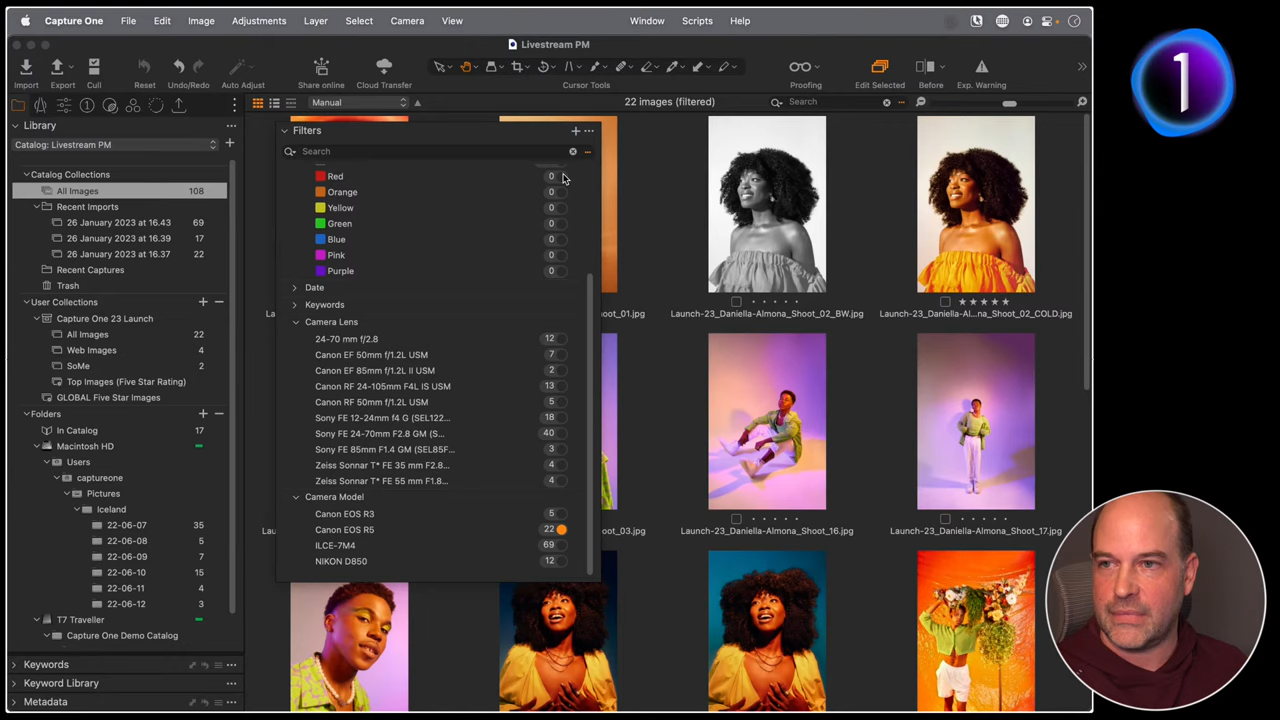 Capture One File Edit Image Adjustments Layer Select Camera View Window Scripts Help
Livestream PM
Import Export Cull Reset Undo/Redo Auto Adjust Share online Cloud Transfer Cursor Tools Proofing Edit Selected Before Exp. Warning
Manual 22 images (filtered) Search
Library
Catalog: Livestream PM
Catalog Collections
All Images 108
Recent Imports
26 January 2023 at 16.43 69
26 January 2023 at 16.39 17
26 January 2023 at 16.37 22
Recent Captures
Trash
User Collections
Capture One 23 Launch
All Images 22
Web Images 4
SoMe 2
Top Images (Five Star Rating)
GLOBAL Five Star Images
Folders
In Catalog 17
Macintosh HD
Users
captureone
Pictures
Iceland
22-06-07 35
22-06-08 5
22-06-09 7
22-06-10 15
22-06-11 4
22-06-12 3
T7 Traveller
Capture One Demo Catalog
Keywords
Keyword Library
Metadata
Filters
Search
Red 0
Orange 0
Yellow 0
Green 0
Blue 0
Pink 0
Purple 0
Date
Keywords
Camera Lens
24-70 mm f/2.8 12
Canon EF 50mm f/1.2L USM 7
Canon EF 85mm f/1.2L II USM 2
Canon RF 24-105mm F4L IS USM 13
Canon RF 50mm f/1.2L USM 5
Sony FE 12-24mm f4 G (SEL122... 18
Sony FE 24-70mm F2.8 GM (S... 40
Sony FE 85mm F1.4 GM (SEL85F... 3
Zeiss Sonnar T* FE 35 mm F2.8... 4
Zeiss Sonnar T* FE 55 mm F1.8... 4
Camera Model
Canon EOS R3 5
Canon EOS R5 22
ILCE-7M4 69
NIKON D850 12
La hoot_01.jpg Launch-23_Daniella-Almona_Shoot_02_BW.jpg Launch-23_Daniella-Al...na_Shoot_02_COLD.jpg
La hoot_03.jpg Launch-23_Daniella-Almona_Shoot_16.jpg Launch-23_Daniella-Almona_Shoot_17.jpg
1